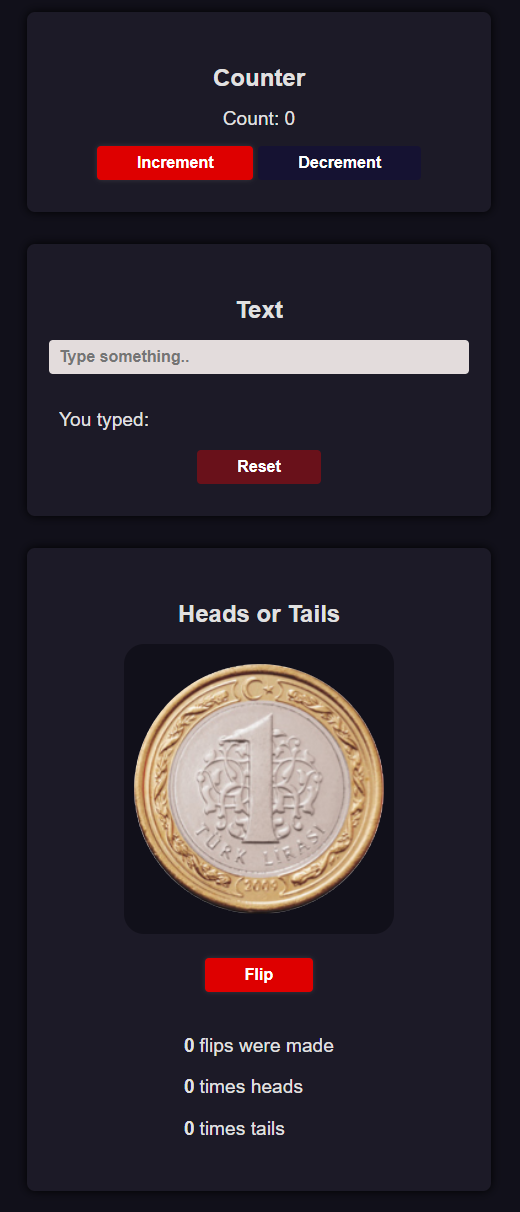 Counter
Count: 0
Increment Decrement
Text
Type something..
You typed:
Reset
Heads or Tails
1
TÜRK LİRASI
2009
Flip
0 flips were made
0 times heads
0 times tails